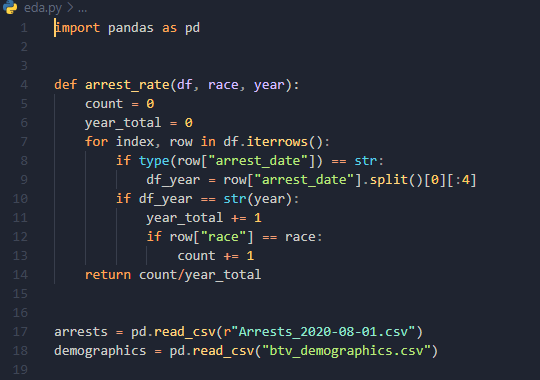 eda.py > ...
1 import pandas as pd
2
3
4 def arrest_rate(df, race, year):
5     count = 0
6     year_total = 0
7     for index, row in df.iterrows():
8         if type(row["arrest_date"]) == str:
9             df_year = row["arrest_date"].split()[0][:4]
10         if df_year == str(year):
11             year_total += 1
12             if row["race"] == race:
13                 count += 1
14     return count/year_total
15
16
17 arrests = pd.read_csv(r"Arrests_2020-08-01.csv")
18 demographics = pd.read_csv("btv_demographics.csv")
19